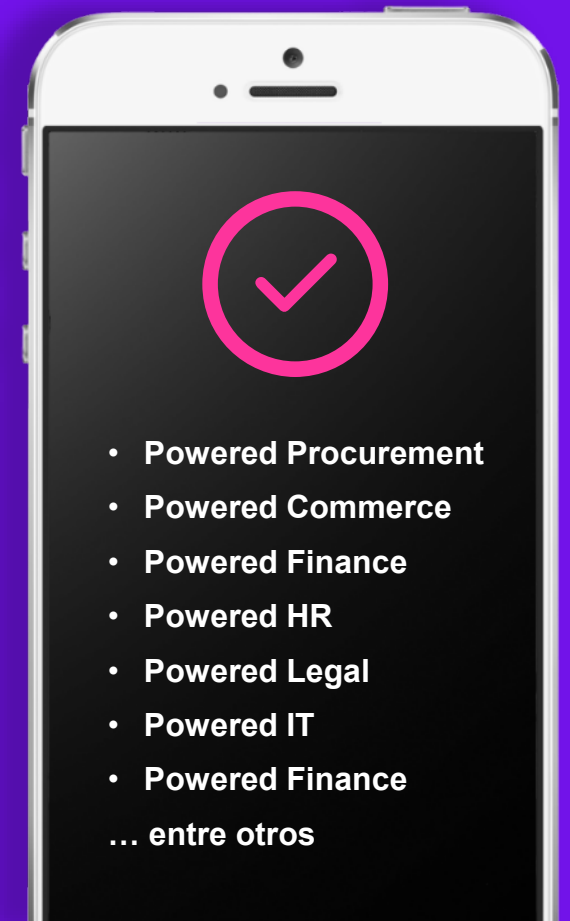 • Powered Procurement
• Powered Commerce
• Powered Finance
• Powered HR
• Powered Legal
• Powered IT
• Powered Finance
… entre otros